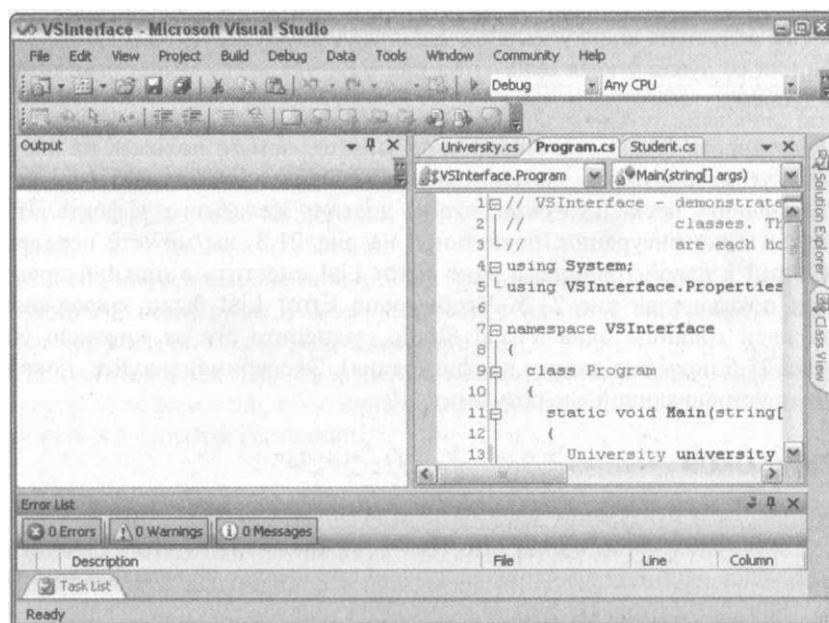 VSInterface - Microsoft Visual Studio
File Edit View Project Build Debug Data Tools Window Community Help
Debug Any CPU
Output
University.cs Program.cs Student.cs
VSInterface.Program Main(string[] args)
1 // VSInterface - demonstrate
2 // classes. Th
3 // are each ho
4 using System;
5 using VSInterface.Properties
6
7 namespace VSInterface
8 {
9 class Program
10 {
11 static void Main(string[
12 {
13 University university
Solution Explorer
Class View
Error List
0 Errors 0 Warnings 0 Messages
Description File Line Column
Task List
Ready